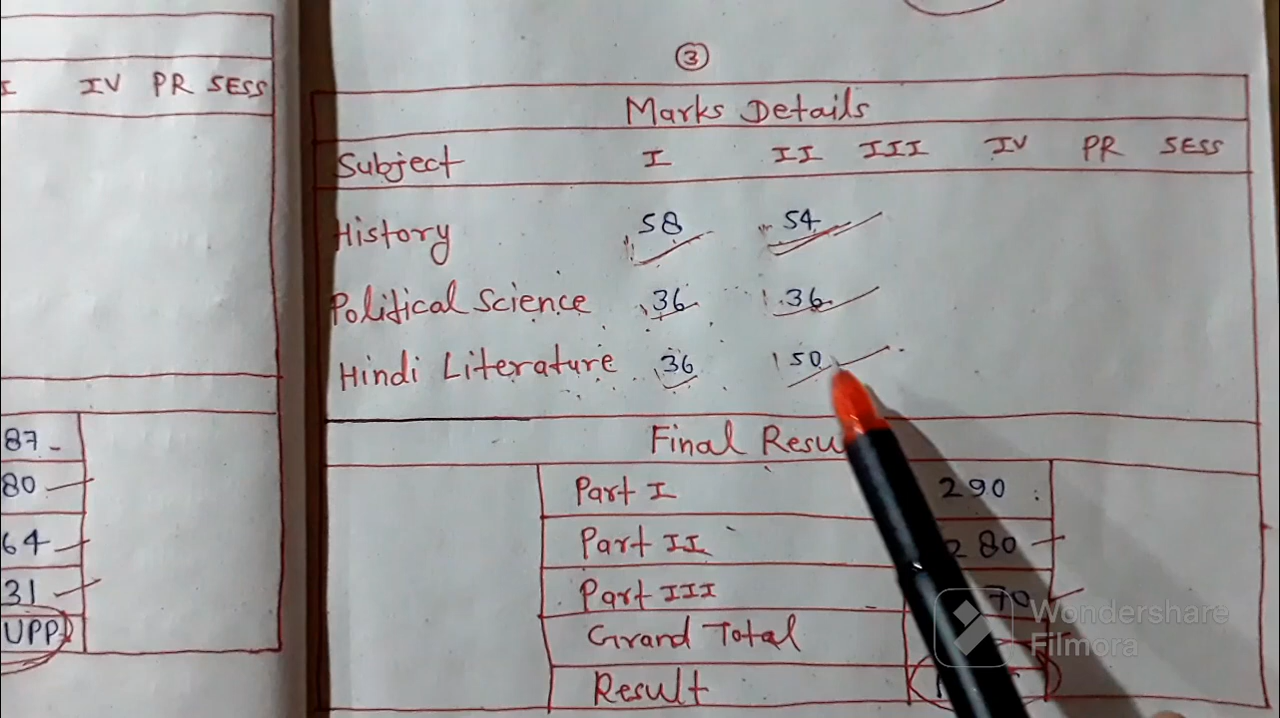 I IV PR SESS
87
80
64
31
UPP
3
Marks Details
Subject I II III IV PR SESS
History 58 54
Political Science 36 36
Hindi Literature 36 50
Final Resu
Part I 290
Part II 280
Part III 70
Grand Total
Result
Wondershare
Filmora